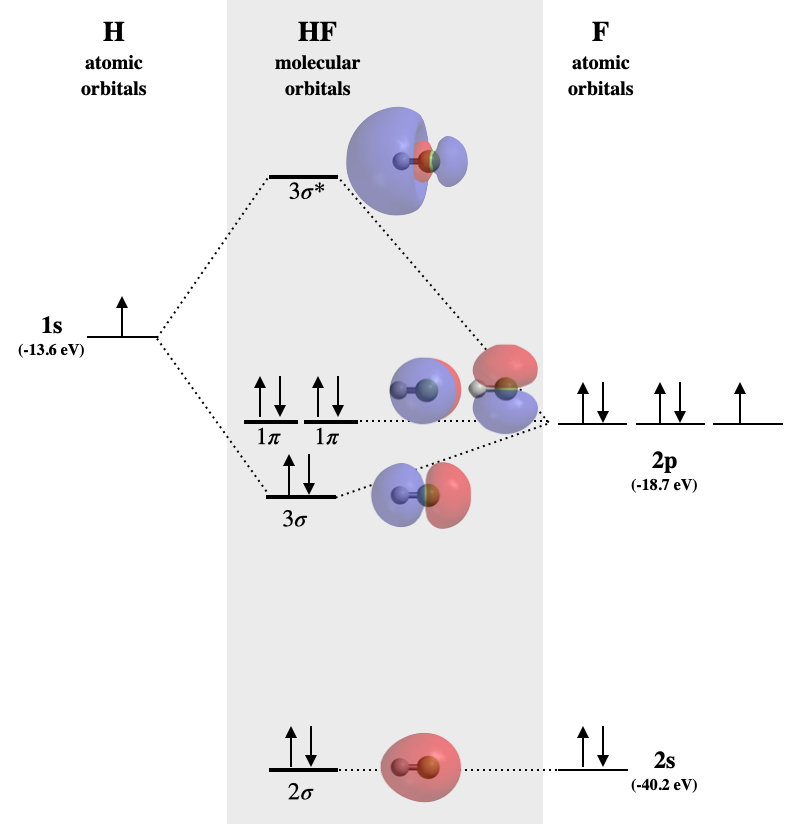 H
atomic
orbitals
HF
molecular
orbitals
F
atomic
orbitals
3σ*
1s
(-13.6 eV)
1π 1π
2p
(-18.7 eV)
3σ
2s
(-40.2 eV)
2σ